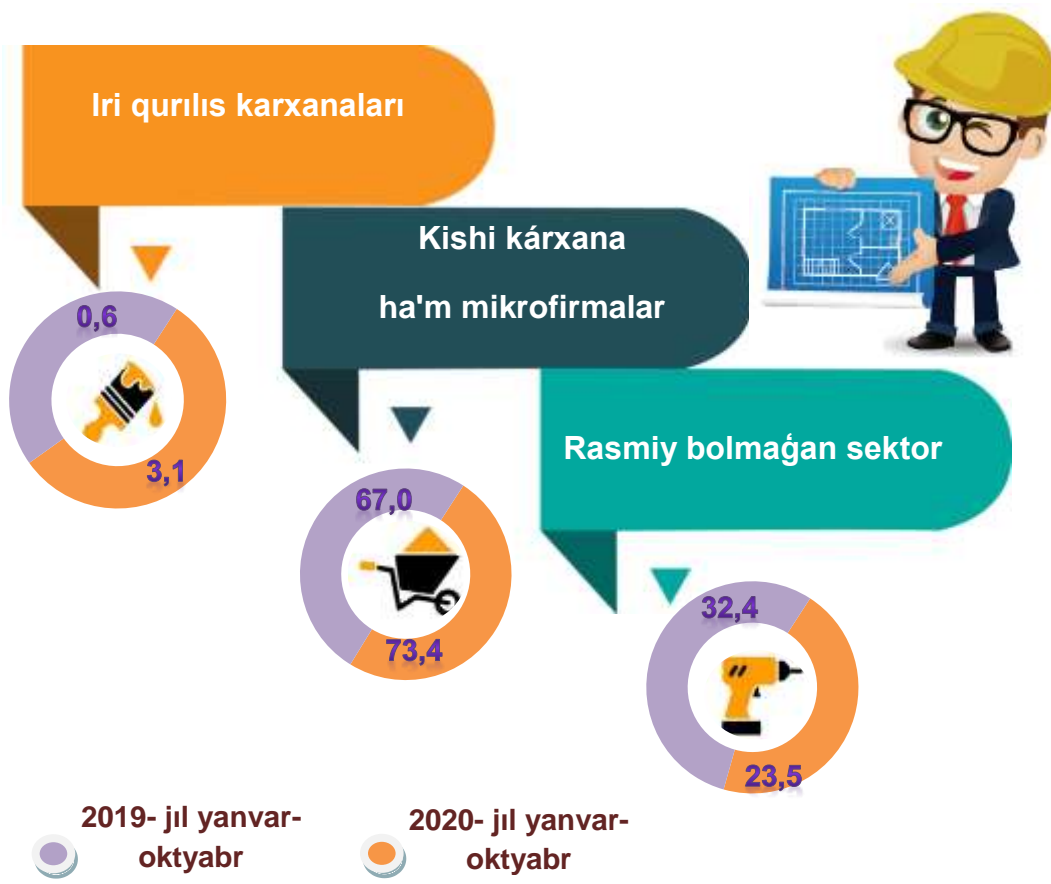 Iri qurılıs karxanaları
Kishi kárxana
ha'm mikrofirmalar
Rasmiy bolmaģan sektor
0,6
3,1
67,0
73,4
32,4
23,5
2019- jıl yanvar-
oktyabr
2020- jıl yanvar-
oktyabr